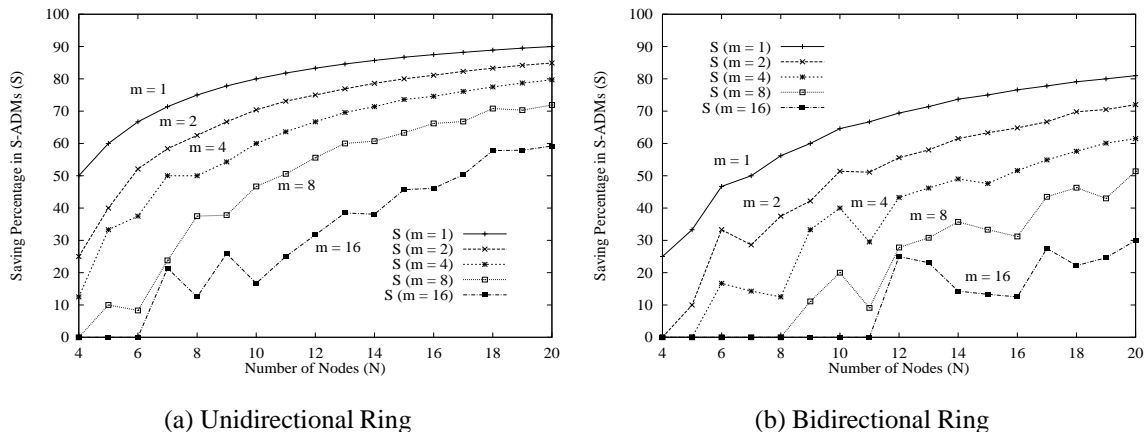 Saving Percentage in S-ADMs (S)
100
90
80
70
60
50
40
30
20
10
0
m = 1
m = 2
m = 4
m = 8
m = 16
S (m = 1)
S (m = 2)
S (m = 4)
S (m = 8)
S (m = 16)
4 6 8 10 12 14 16 18 20
Number of Nodes (N)
(a) Unidirectional Ring
Saving Percentage in S-ADMs (S)
100
90
80
70
60
50
40
30
20
10
0
S (m = 1)
S (m = 2)
S (m = 4)
S (m = 8)
S (m = 16)
m = 1
m = 2
m = 4
m = 8
m = 16
4 6 8 10 12 14 16 18 20
Number of Nodes (N)
(b) Bidirectional Ring